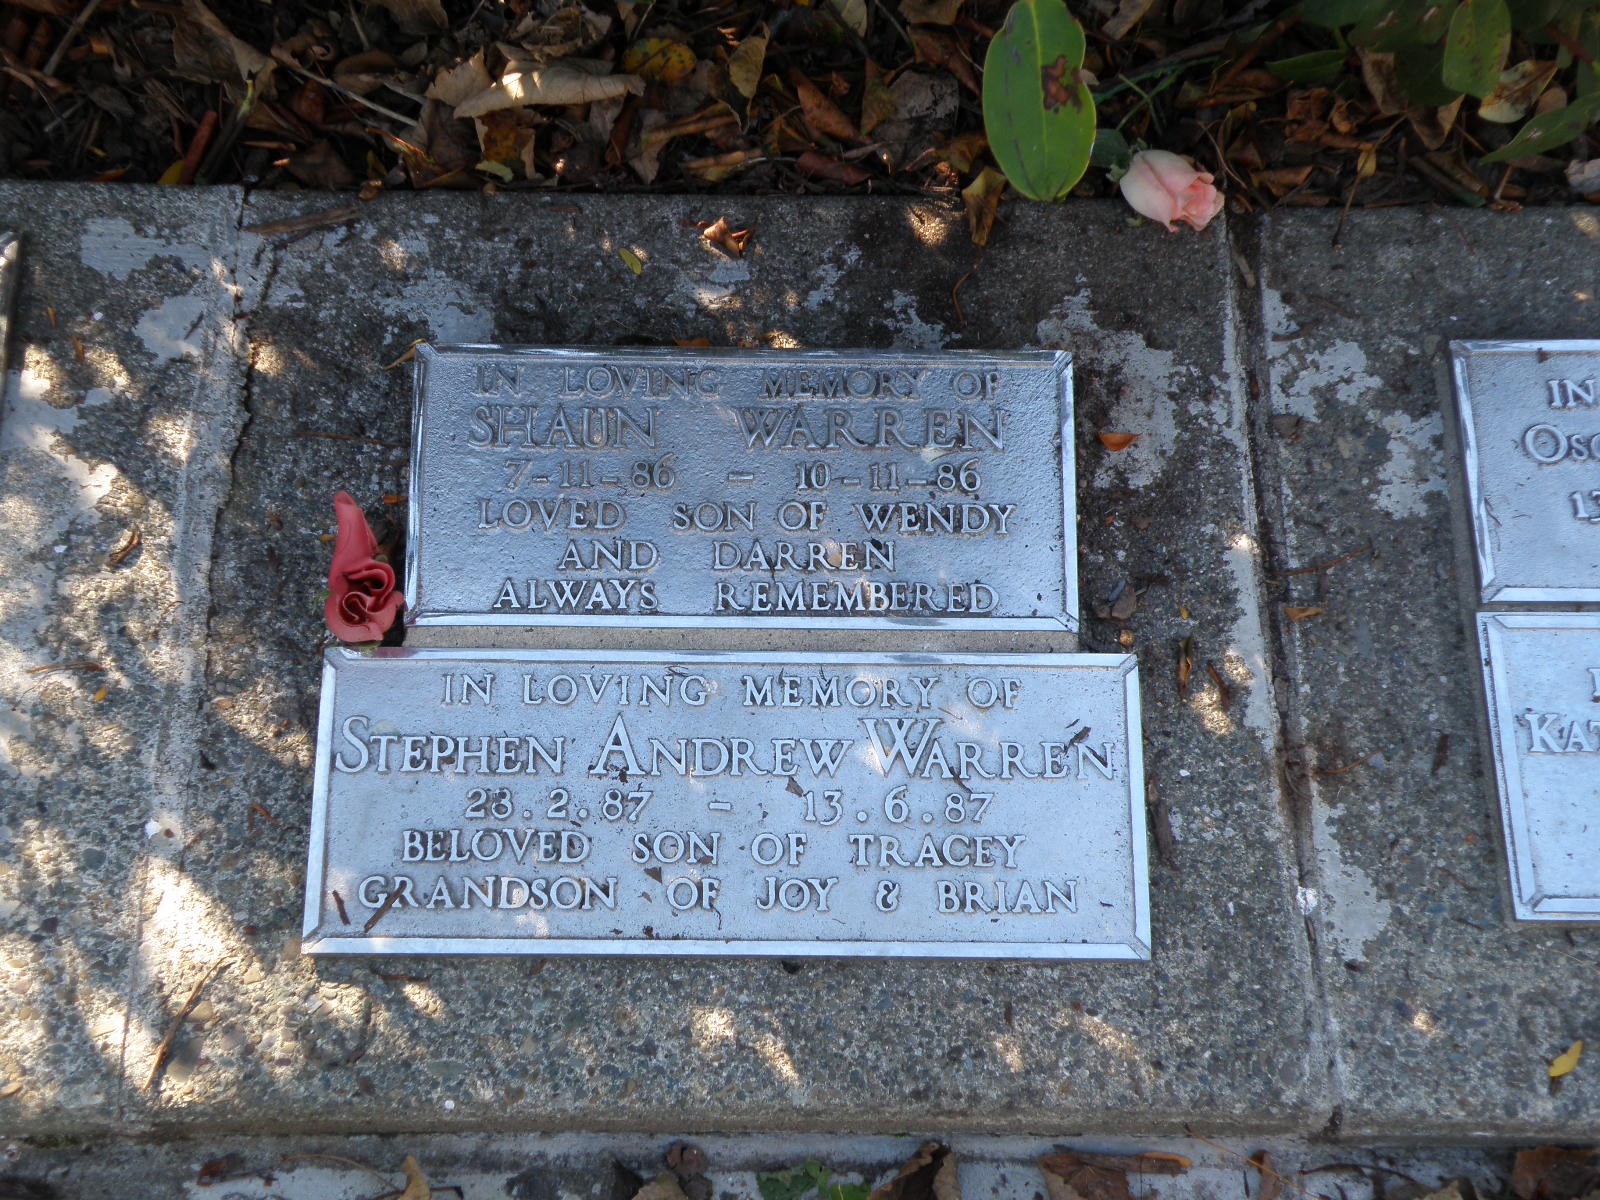 IN LOVING MEMORY OF
SHAUN WARREN
7-11-86 - 10-11-86
LOVED SON OF WENDY
AND DARREN
ALWAYS REMEMBERED
IN LOVING MEMORY OF
STEPHEN ANDREW WARREN
28.2.87 - 13.6.87
BELOVED SON OF TRACEY
GRANDSON OF JOY & BRIAN
IN